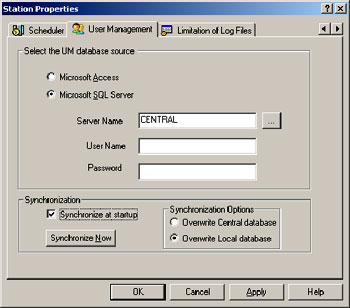 Station Properties
Scheduler
User Management
Limitation of Log Files
Select the UM database source
Microsoft Access
Microsoft SQL Server
Server Name
CENTRAL
...
User Name
Password
Synchronization
Synchronize at startup
Synchronize Now
Synchronization Options
Overwrite Central database
Overwrite Local database
OK
Cancel
Apply
Help